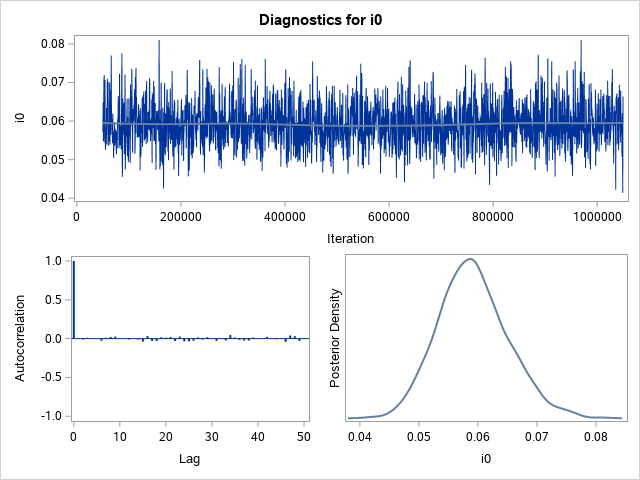 Diagnostics for i0
0.08
0.07
0.06
0.05
0.04
i0
0 200000 400000 600000 800000 1000000
Iteration
1.0
0.5
0.0
-0.5
-1.0
Autocorrelation
0 10 20 30 40 50
Lag
Posterior Density
0.04 0.05 0.06 0.07 0.08
i0